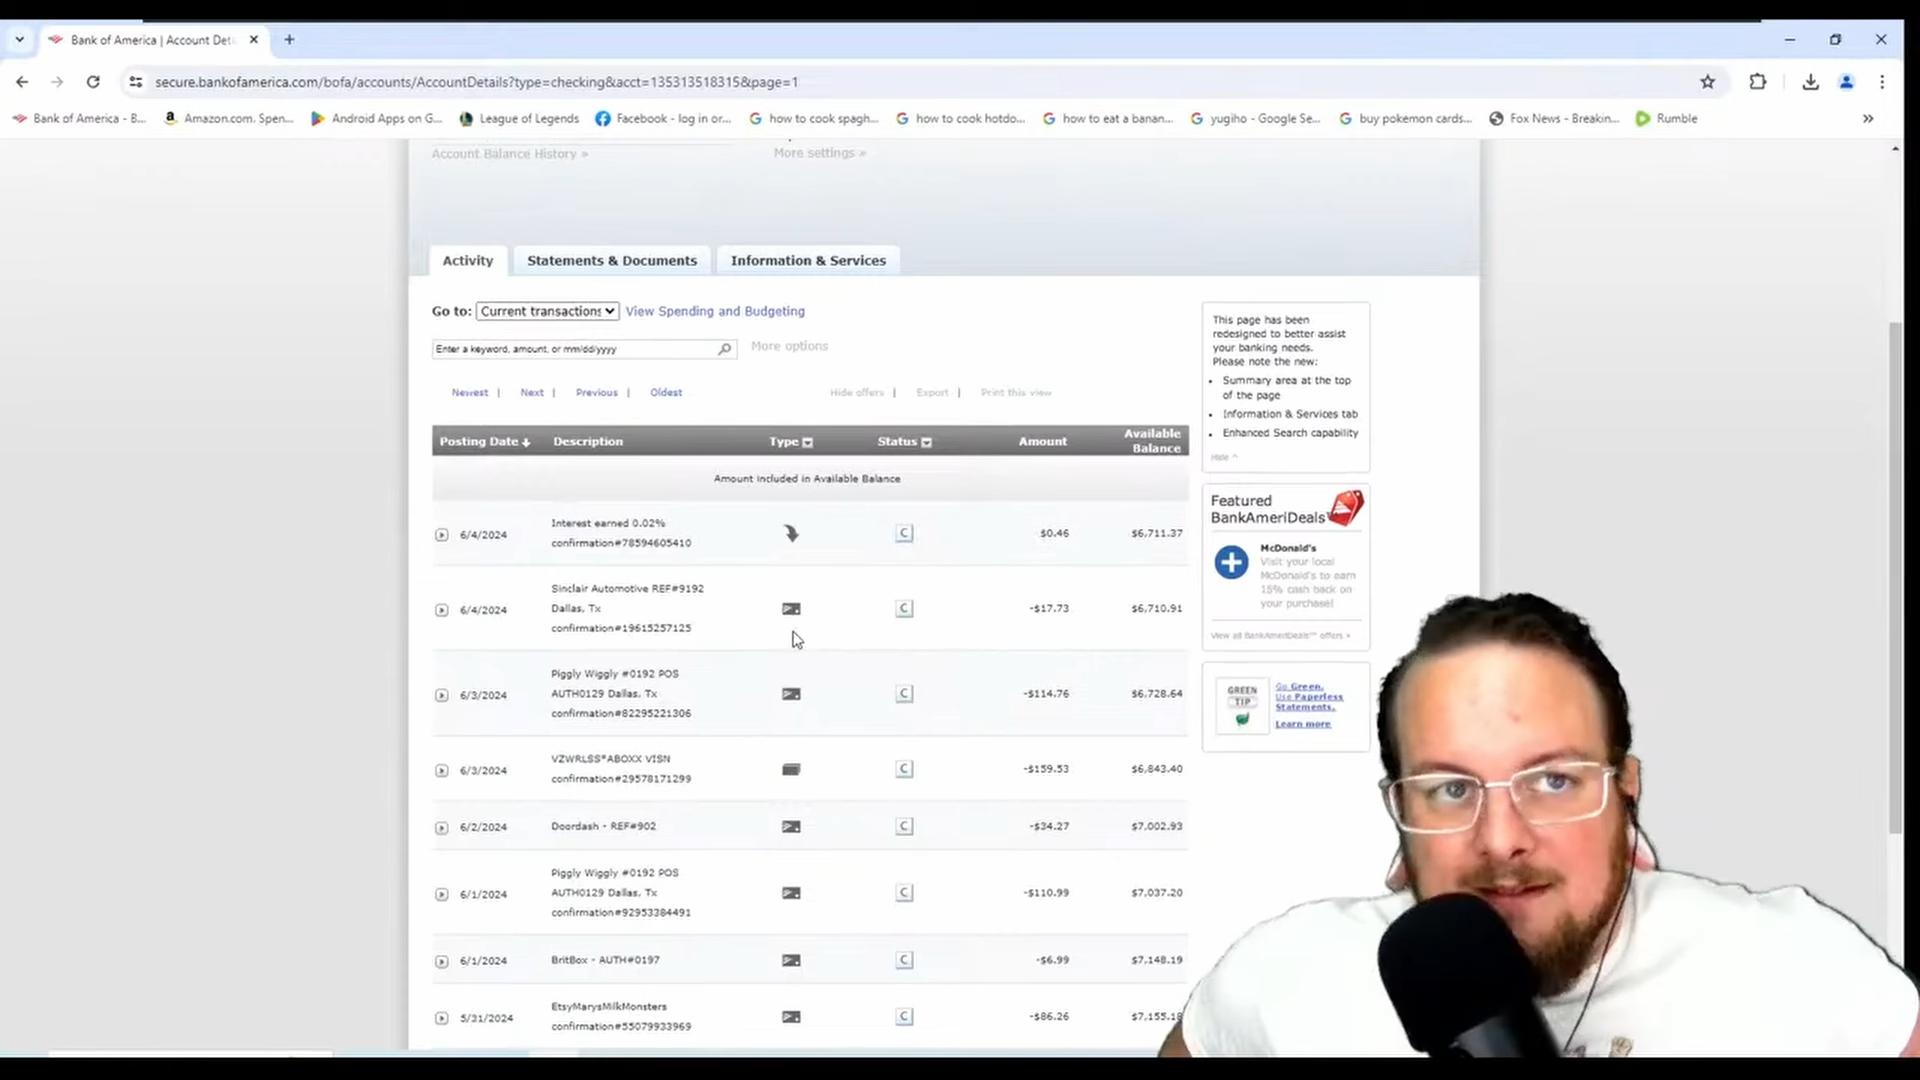 Bank of America | Account Det
secure.bankofamerica.com/bofa/accounts/AccountDetails?type=checking&acct=135313518315&page=1
Bank of America - B...
Amazon.com. Spen...
Android Apps on G...
League of Legends
Facebook - log in or...
how to cook spagh...
how to cook hotdo...
how to eat a banan...
yugiho - Google Se...
buy pokemon cards...
Fox News - Breakin...
Rumble
Account Balance History »
More settings »
Activity
Statements & Documents
Information & Services
Go to: Current transactions View Spending and Budgeting
Enter a keyword, amount, or mm/dd/yyyy
More options
Newest | Next | Previous | Oldest
Hide offers | Export | Print this view
Posting Date Description Type Status Amount Available Balance
Amount Included in Available Balance
6/4/2024 Interest earned 0.02% C $0.46 $6,711.37
confirmation#78594605410
Sinclair Automotive REF#9192
6/4/2024 Dallas, Tx C -$17.73 $6,710.91
confirmation#19615257125
Piggly Wiggly #0192 POS
6/3/2024 AUTH0129 Dallas, Tx C -$114.76 $6,728.64
confirmation#82295221306
6/3/2024 VZWRLSS*ABOXX VISN C -$159.53 $6,843.40
confirmation#29578171299
6/2/2024 Doordash - REF#902 C -$34.27 $7,002.93
Piggly Wiggly #0192 POS
6/1/2024 AUTH0129 Dallas, Tx C -$110.99 $7,037.20
confirmation#92953384491
6/1/2024 BritBox - AUTH#0197 C -$6.99 $7,148.19
5/31/2024 EtsyMarysMilkMonsters C -$86.26 $7,155.18
confirmation#55079933969
This page has been
redesigned to better assist
your banking needs.
Please note the new:
• Summary area at the top
of the page
• Information & Services tab
• Enhanced Search capability
Hide ^
Featured
BankAmeriDeals™
McDonald's
Visit your local
McDonald's to earn
15% cash back on
your purchase!
View all BankAmeriDeals™ offers »
GREEN
TIP
Go Green.
Use Paperless
Statements.
Learn more